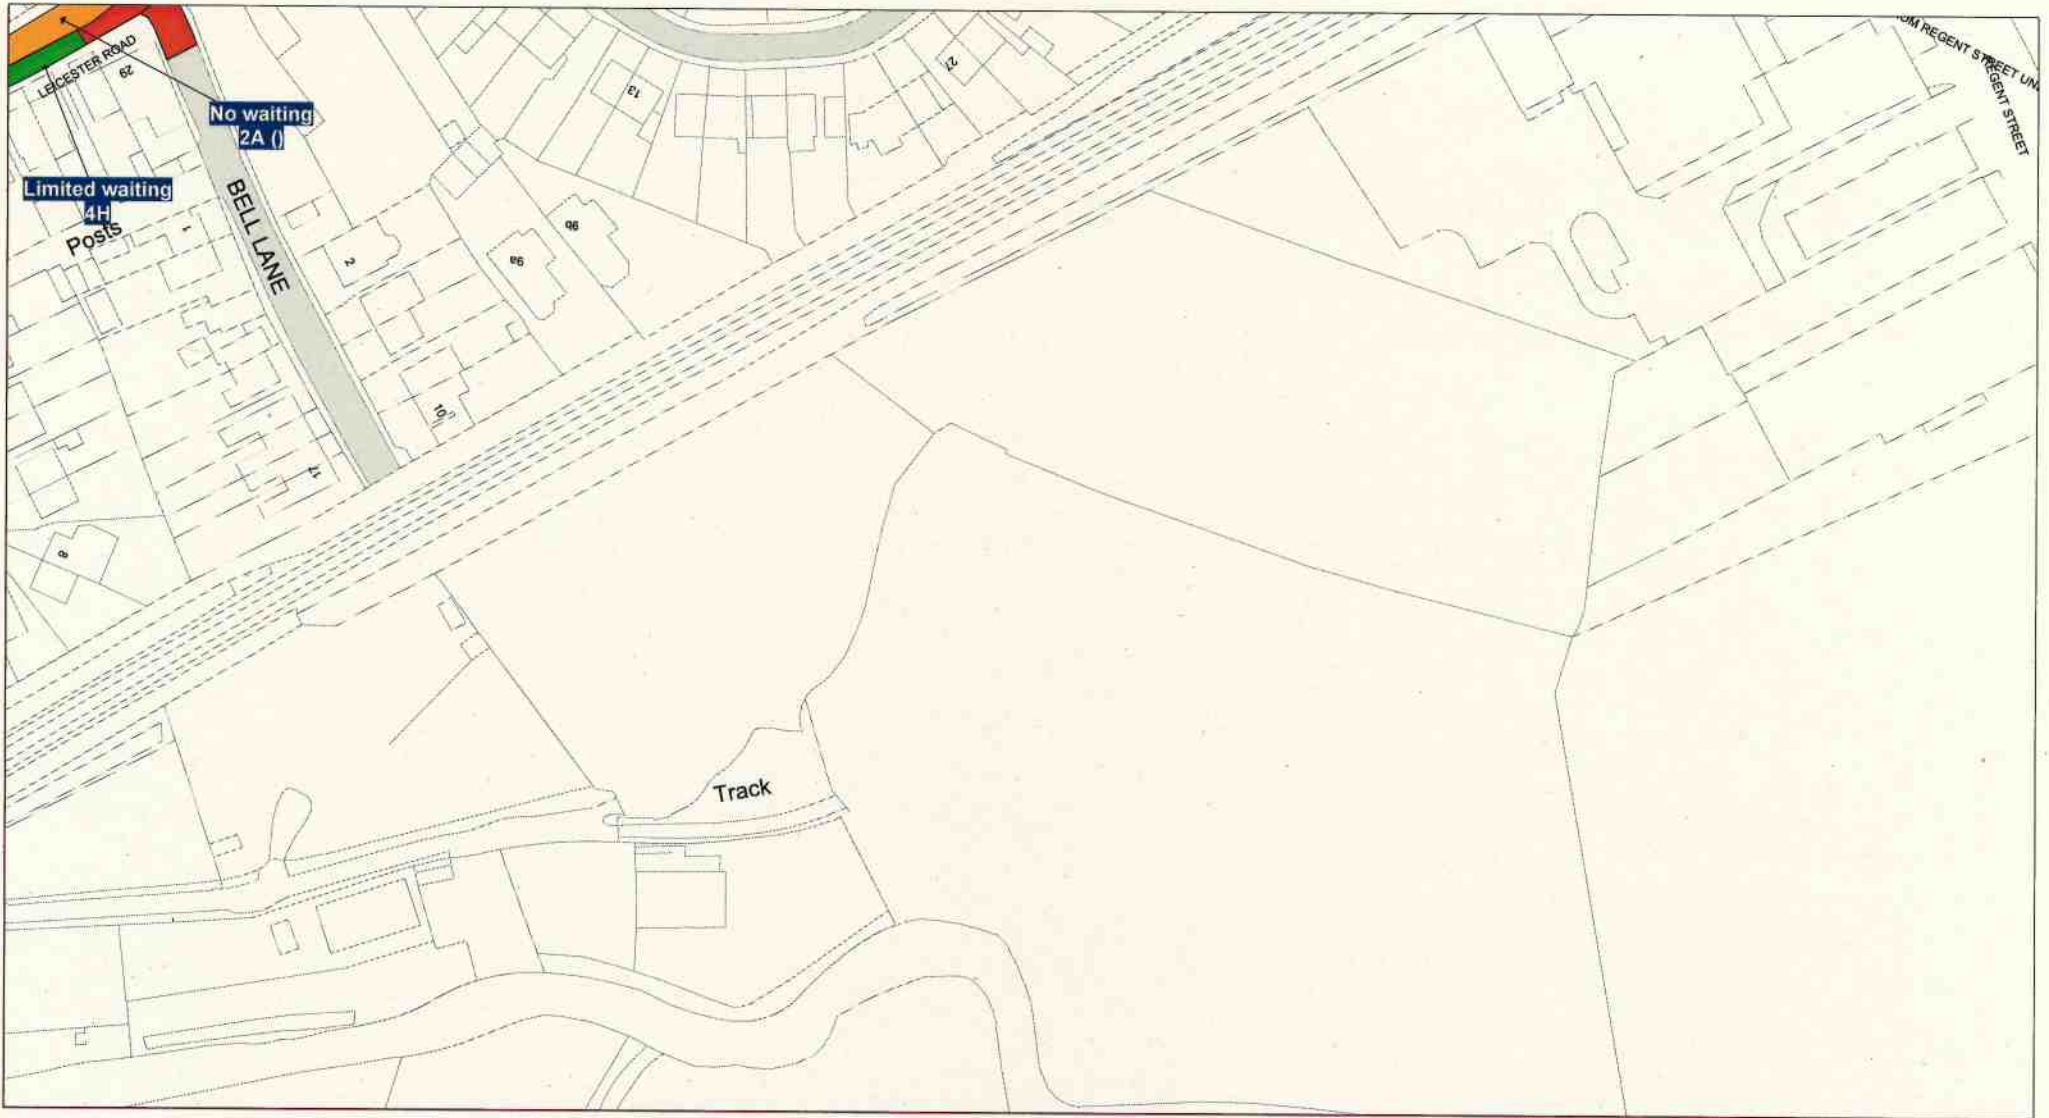 LEICESTER ROAD
29
No waiting
2A ()
Limited waiting
4H
Posts
BELL LANE
1
2
10
17
8
9a
9b
13
27
REGENT STREET
Track